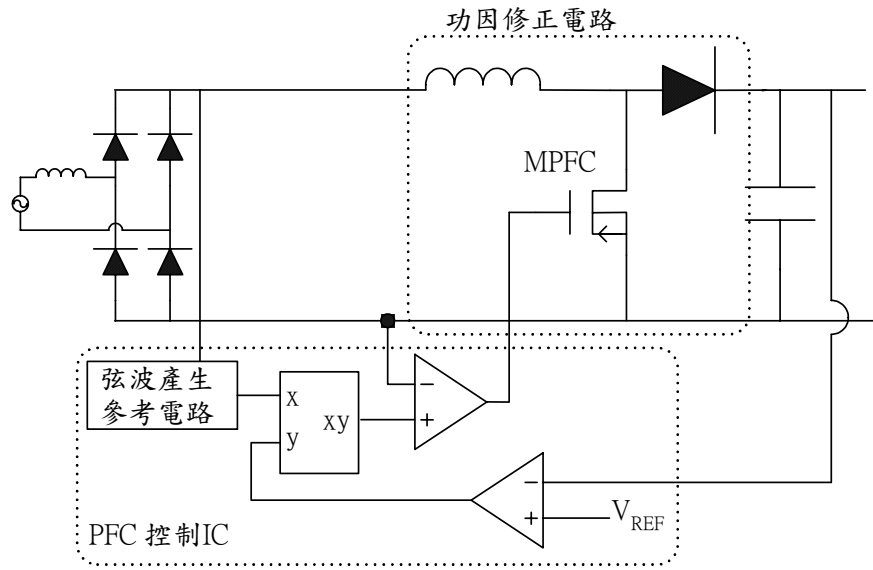 功因修正電路
MPFC
弦波產生
參考電路
x
y
xy
−
+
−
+
V_REF
PFC 控制IC